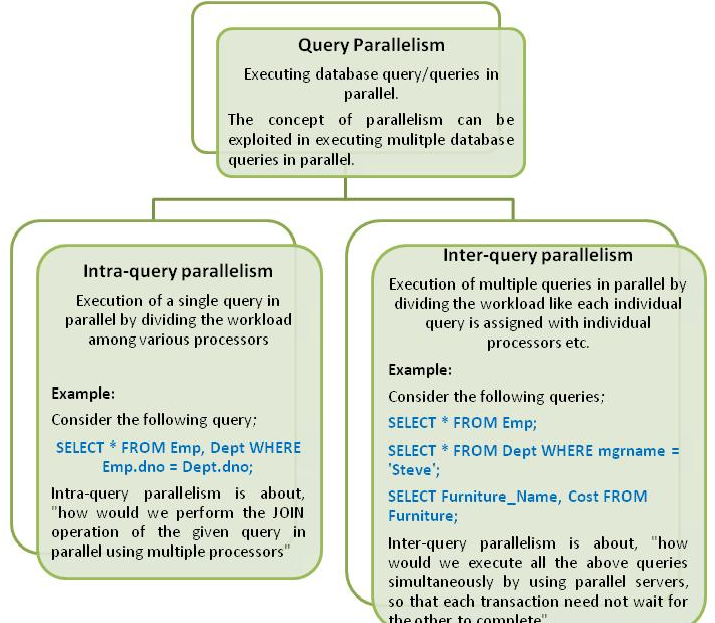 Query Parallelism
Executing database query/queries in
parallel.
The concept of parallelism can be
exploited in executing mulitple database
queries in parallel.
Intra-query parallelism
Execution of a single query in
parallel by dividing the workload
among various processors
Example:
Consider the following query;
SELECT * FROM Emp, Dept WHERE
Emp.dno = Dept.dno;
Intra-query parallelism is about,
"how would we perform the JOIN
operation of the given query in
parallel using multiple processors"
Inter-query parallelism
Execution of multiple queries in parallel by
dividing the workload like each individual
query is assigned with individual
processors etc.
Example:
Consider the following queries;
SELECT * FROM Emp;
SELECT * FROM Dept WHERE mgrname =
'Steve';
SELECT Furniture_Name, Cost FROM
Furniture;
Inter-query parallelism is about, "how
would we execute all the above queries
simultaneously by using parallel servers,
so that each transaction need not wait for
the other to complete"